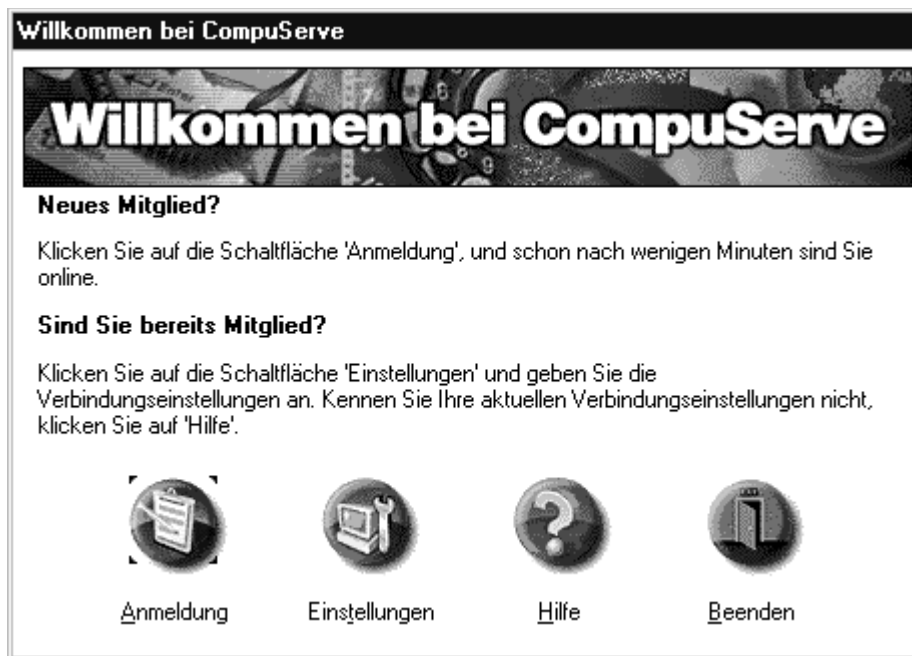 Willkommen bei CompuServe
Willkommen bei CompuServe
Neues Mitglied?
Klicken Sie auf die Schaltfläche 'Anmeldung', und schon nach wenigen Minuten sind Sie
online.
Sind Sie bereits Mitglied?
Klicken Sie auf die Schaltfläche 'Einstellungen' und geben Sie die
Verbindungseinstellungen an. Kennen Sie Ihre aktuellen Verbindungseinstellungen nicht,
klicken Sie auf 'Hilfe'.
Anmeldung Einstellungen Hilfe Beenden